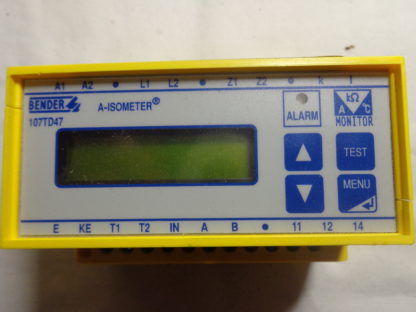 A1 A2 • L1 L2 • Z1 Z2 • k l
BENDER A-ISOMETER®
107TD47
ALARM
kΩ
A °C
MONITOR
TEST
MENU
E KE T1 T2 IN A B • 11 12 14